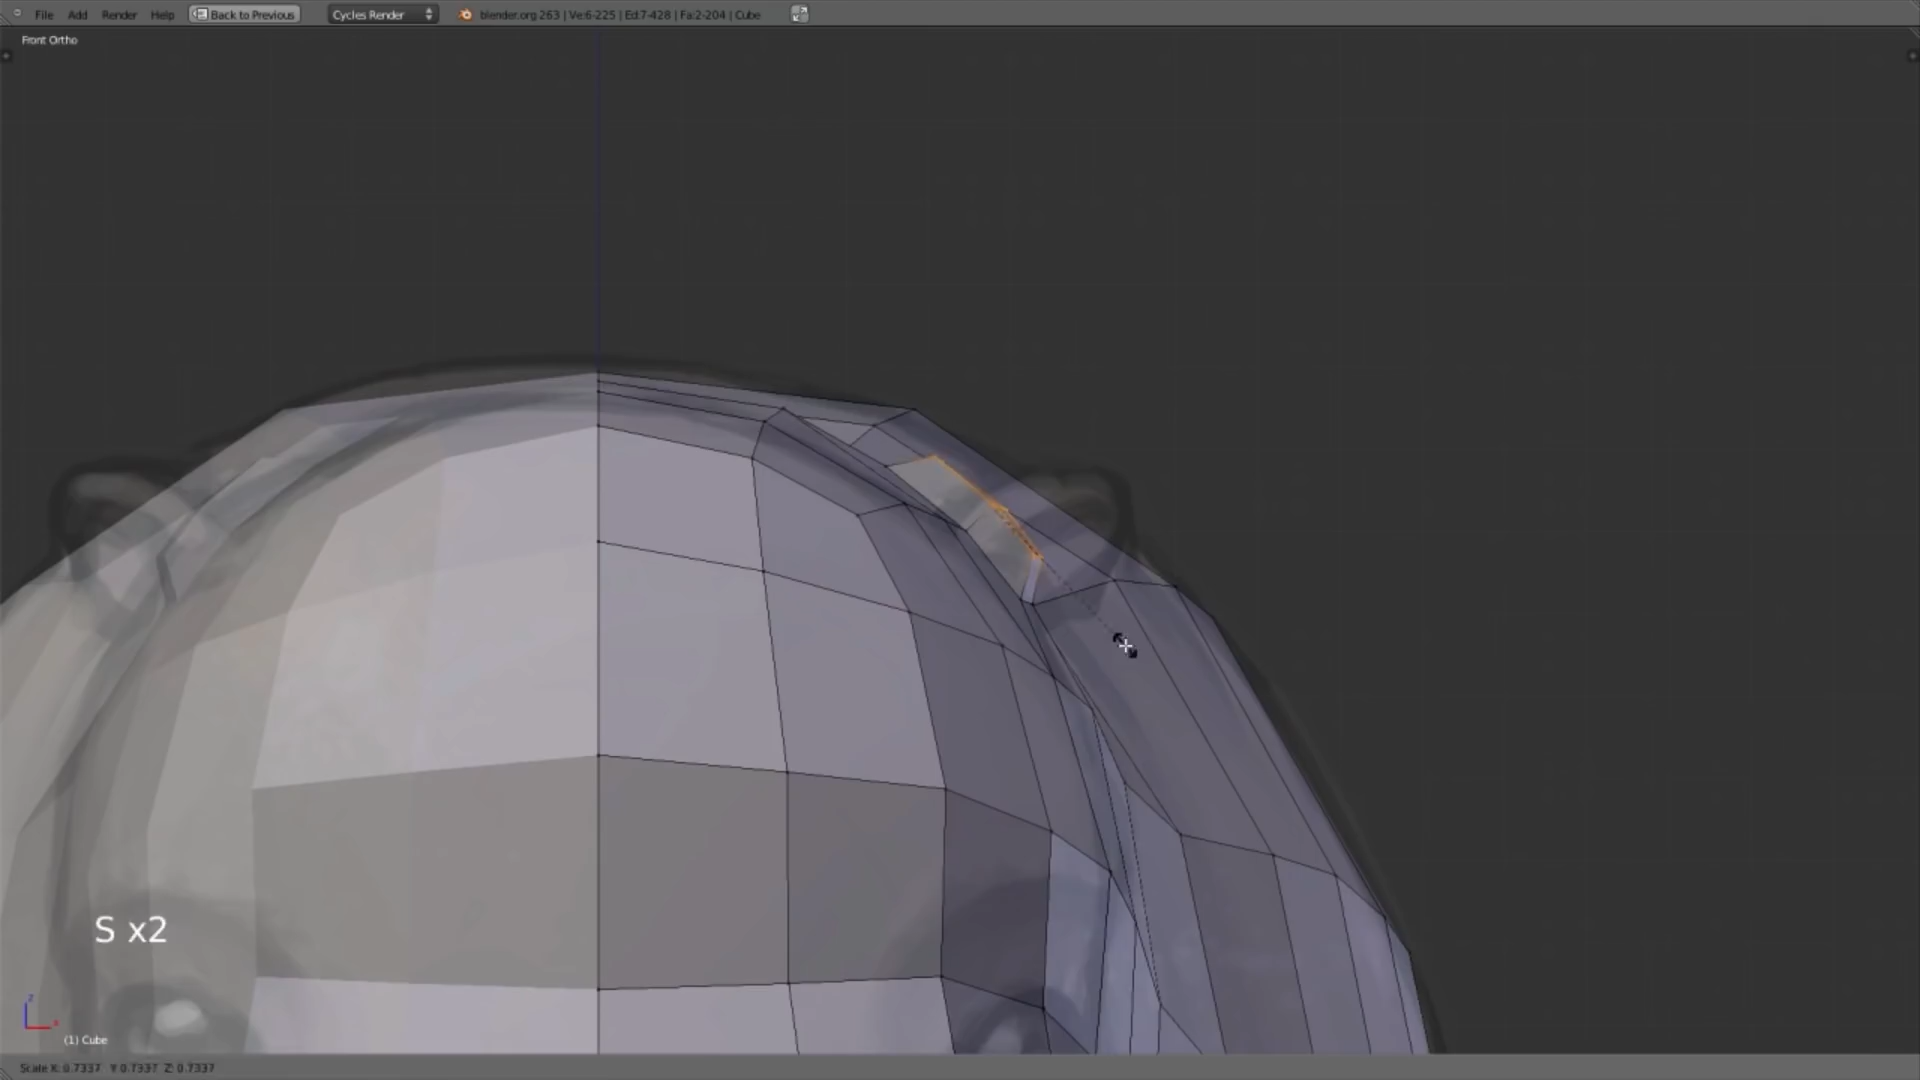 File Add Render Help Back to Previous Cycles Render blender.org 263 | Ve:6-225 | Ed:7-428 | Fa:2-204 | Cube
Front Ortho
S x2
z
x
(1) Cube
Scale X: 0.7337 Y 0.7337 Z: 0.7337